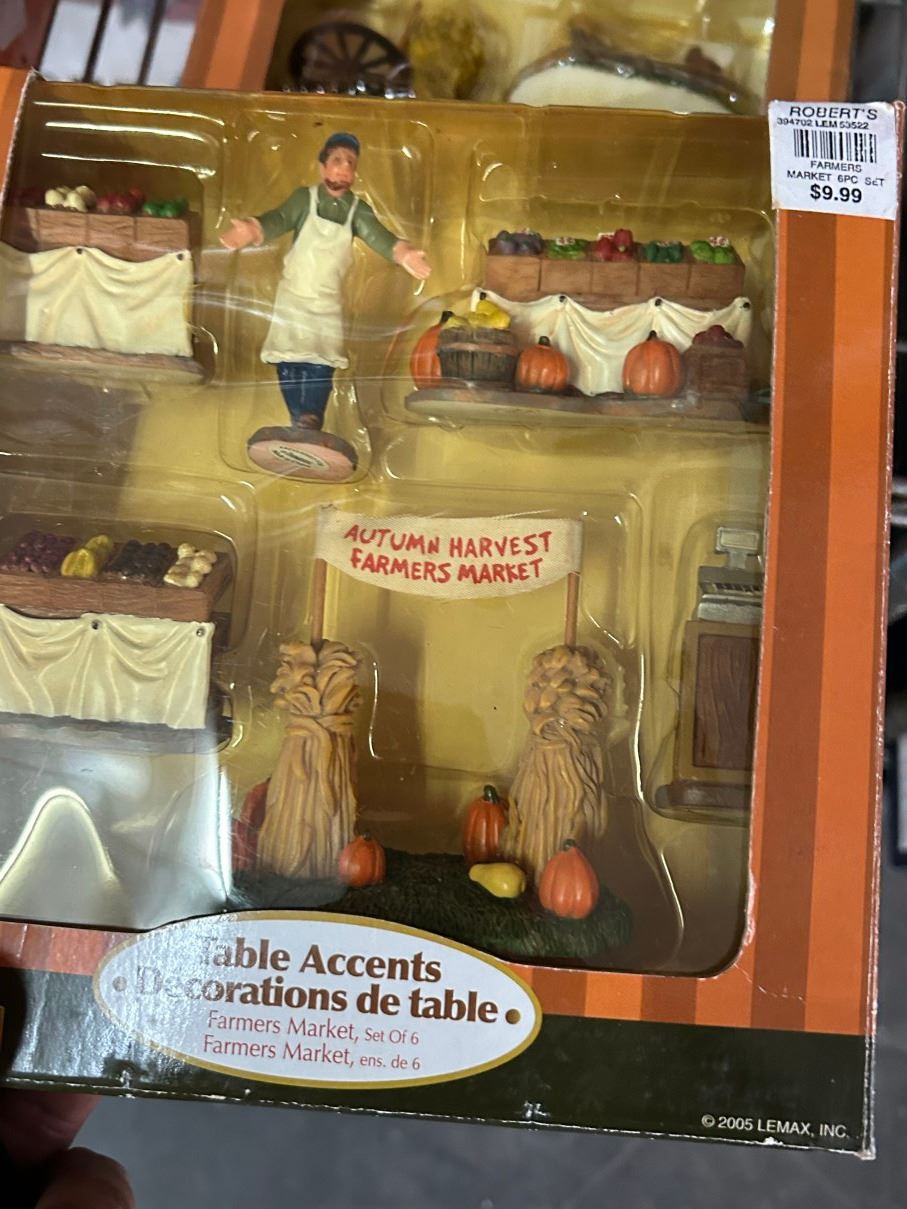 ROBERT'S
394702 LEM 53522
FARMERS
MARKET 6PC SET
$9.99
AUTUMN HARVEST
FARMERS MARKET
Table Accents
• Decorations de table •
Farmers Market, Set Of 6
Farmers Market, ens. de 6
© 2005 LEMAX, INC.